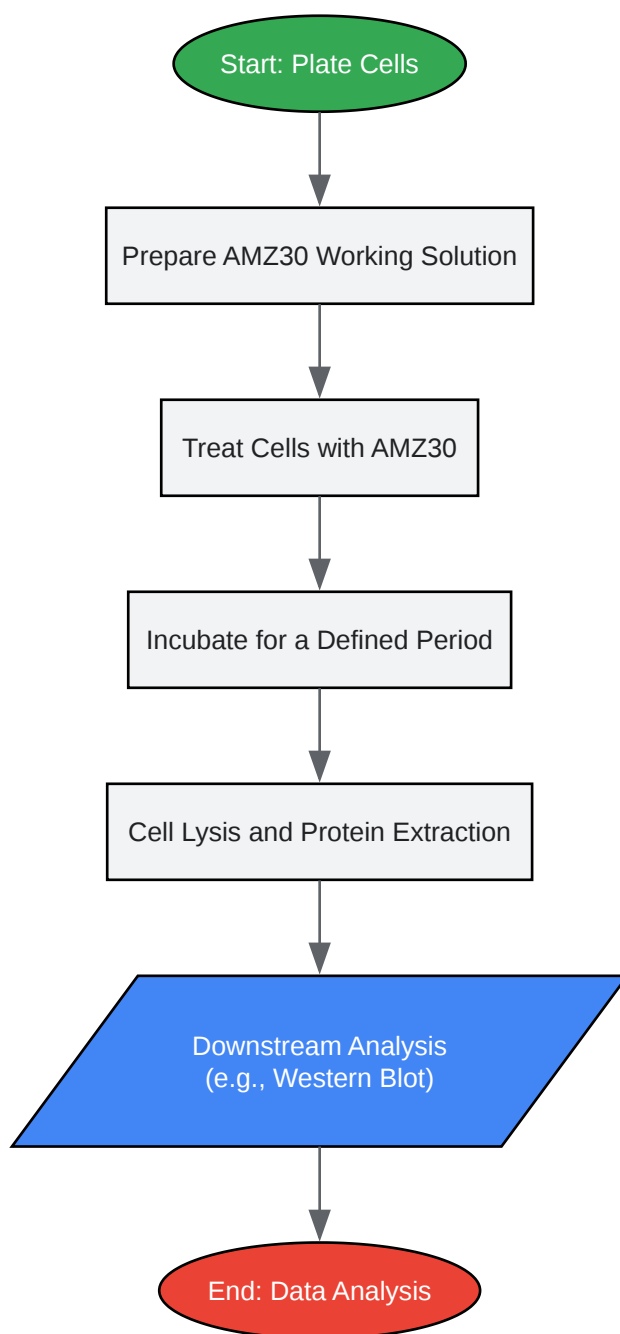 Start: Plate Cells
Prepare AMZ30 Working Solution
Treat Cells with AMZ30
Incubate for a Defined Period
Cell Lysis and Protein Extraction
Downstream Analysis
(e.g., Western Blot)
End: Data Analysis